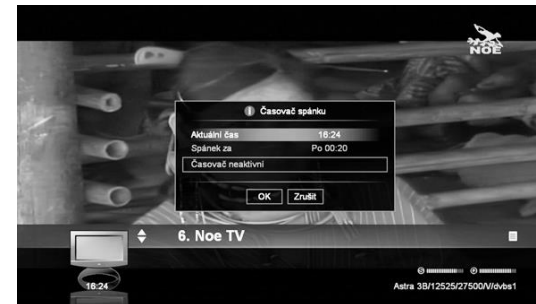 NOE
Časovač spánku
Aktuální čas 16:24
Spánek za Po 00:20
Časovač neaktivní
OK Zrušit
6. Noe TV
16:24
Astra 3B/12525/27500/V/dvbs1